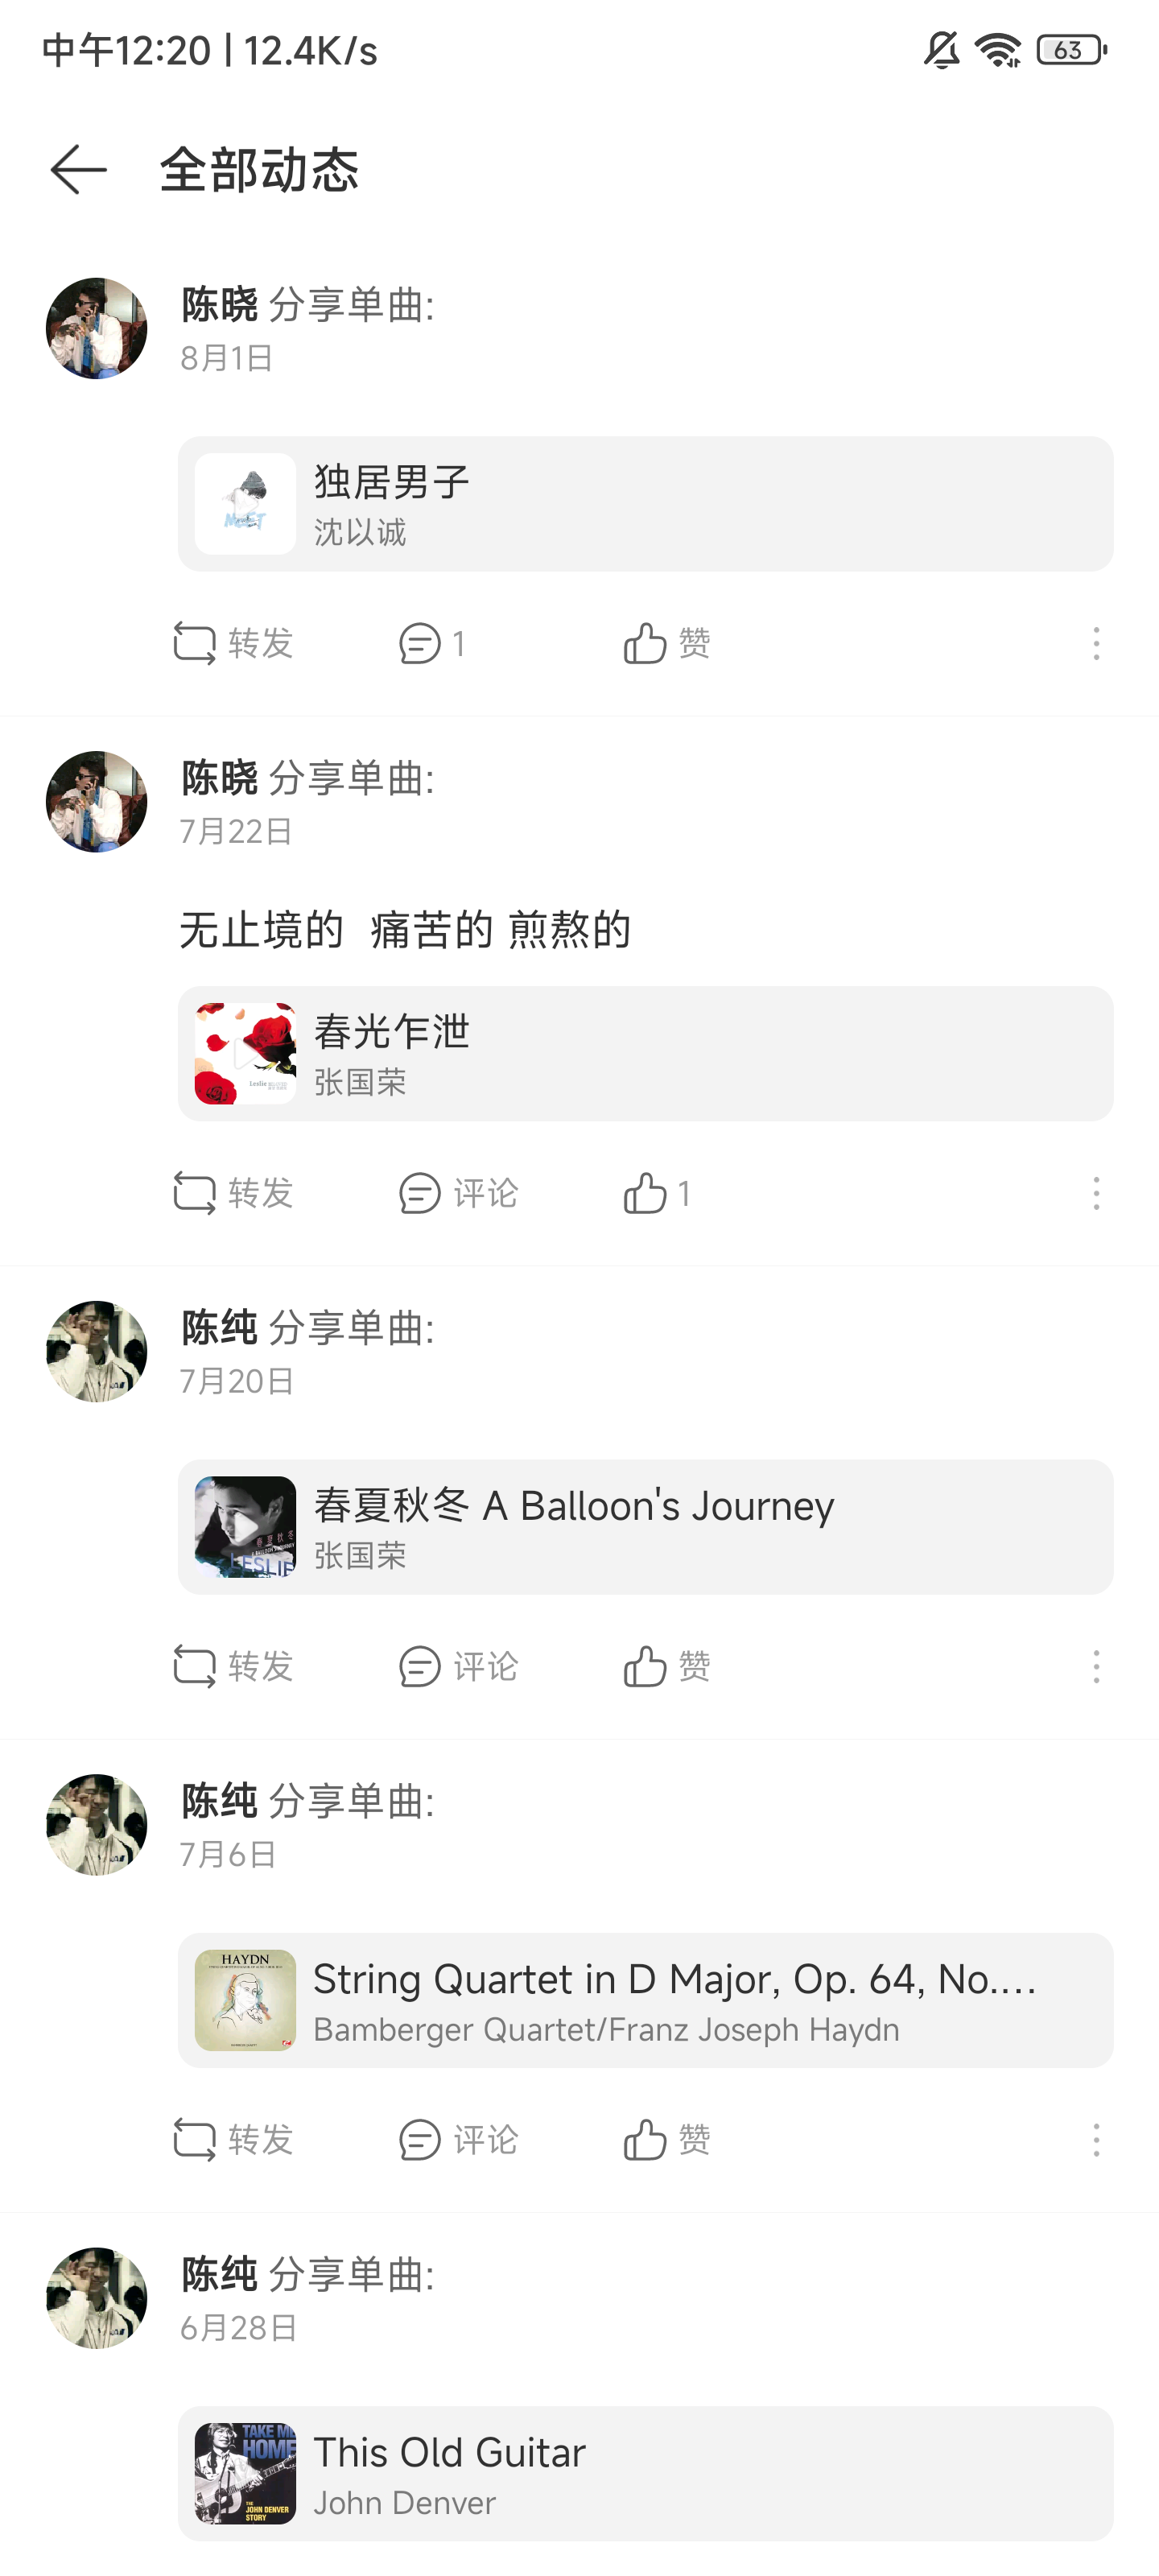 中午12:20 | 12.4K/s
63
全部动态
陈晓 分享单曲:
8月1日
独居男子
沈以诚
转发 1 赞
陈晓 分享单曲:
7月22日
无止境的 痛苦的 煎熬的
春光乍泄
张国荣
转发 评论 1
陈纯 分享单曲:
7月20日
LESLIE
春夏秋冬 A Balloon's Journey
张国荣
转发 评论 赞
陈纯 分享单曲:
7月6日
HAYDN
String Quartet in D Major, Op. 64, No.…
Bamberger Quartet/Franz Joseph Haydn
转发 评论 赞
陈纯 分享单曲:
6月28日
TAKE ME
HOME
THE
JOHN DENVER
STORY
This Old Guitar
John Denver